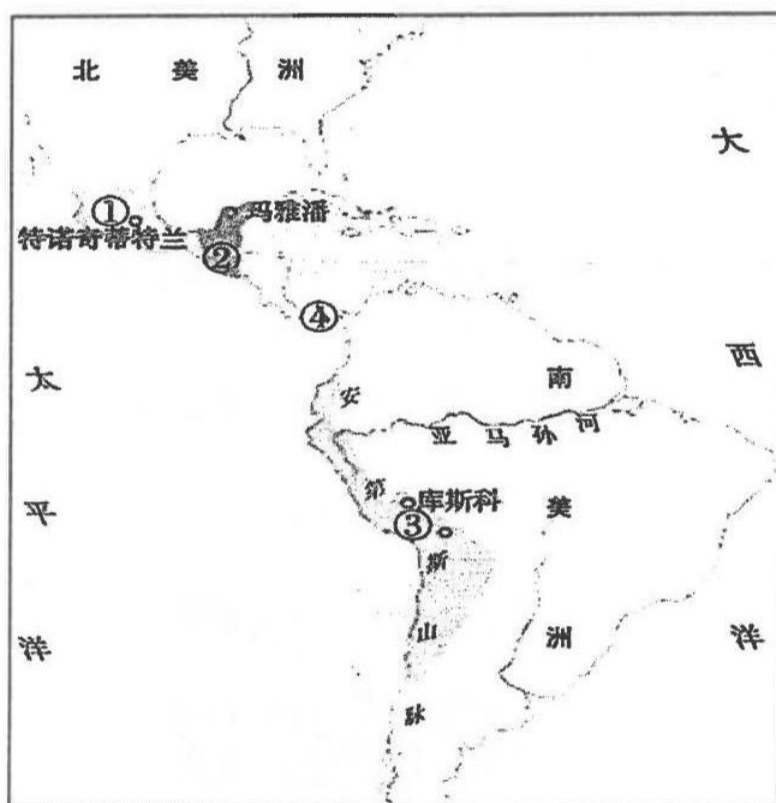 北美洲
大
①
玛雅潘
特诺奇蒂特兰
②
④
西
太
安
南
亚马孙河
第
库斯科
美
平
③
斯
山
洲
洋
洋
脉